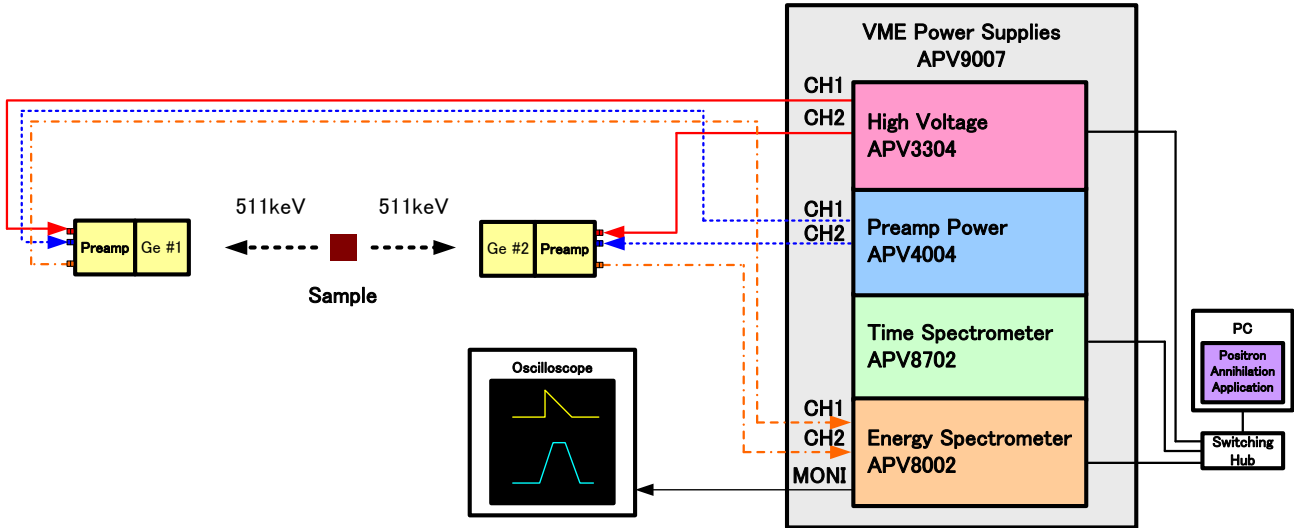 VME Power Supplies
APV9007
CH1
CH2
High Voltage
APV3304
511keV
511keV
CH1
CH2
Preamp Power
APV4004
Preamp
Ge #1
Ge #2
Preamp
Sample
Time Spectrometer
APV8702
PC
Positron
Annihilation
Application
Oscilloscope
CH1
CH2
MONI
Energy Spectrometer
APV8002
Switching
Hub